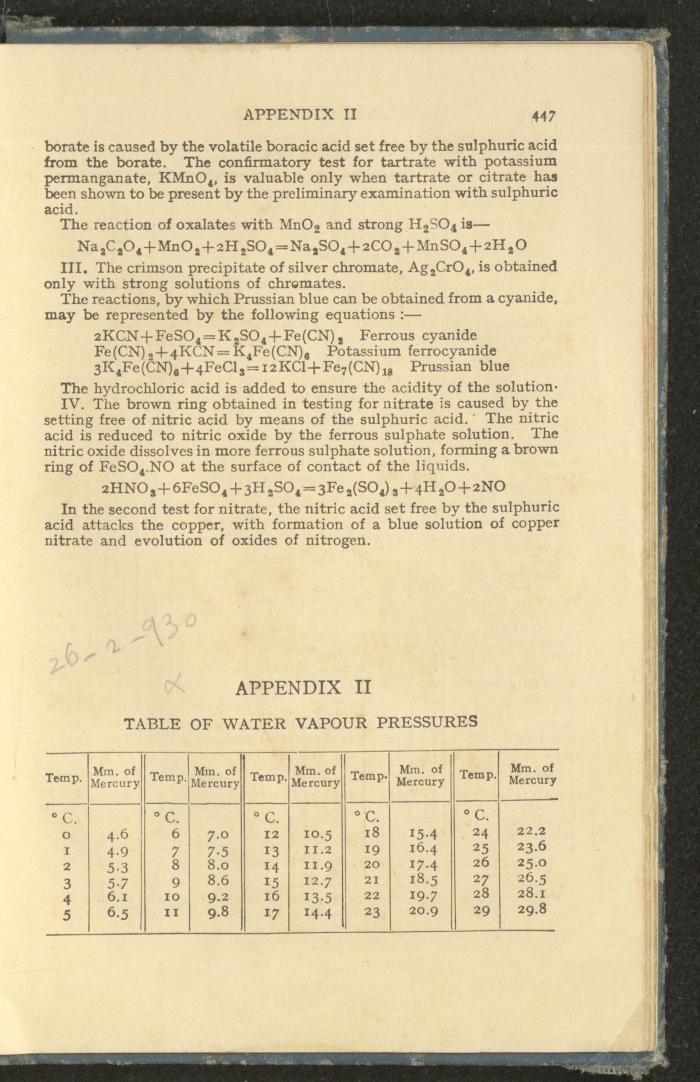 APPENDIX II 447
borate is caused by the volatile boracic acid set free by the sulphuric acid
from the borate. The confirmatory test for tartrate with potassium
permanganate, KMnO₄, is valuable only when tartrate or citrate has
been shown to be present by the preliminary examination with sulphuric
acid.
The reaction of oxalates with MnO₂ and strong H₂SO₄ is—
Na₂C₂O₄+MnO₂+2H₂SO₄=Na₂SO₄+2CO₂+MnSO₄+2H₂O
III. The crimson precipitate of silver chromate, Ag₂CrO₄, is obtained
only with strong solutions of chromates.
The reactions, by which Prussian blue can be obtained from a cyanide,
may be represented by the following equations :—
2KCN+FeSO₄=K₂SO₄+Fe(CN)₂ Ferrous cyanide
Fe(CN)₂+4KCN=K₄Fe(CN)₆ Potassium ferrocyanide
3K₄Fe(CN)₆+4FeCl₃=12KCl+Fe₇(CN)₁₈ Prussian blue
The hydrochloric acid is added to ensure the acidity of the solution.
IV. The brown ring obtained in testing for nitrate is caused by the
setting free of nitric acid by means of the sulphuric acid. The nitric
acid is reduced to nitric oxide by the ferrous sulphate solution. The
nitric oxide dissolves in more ferrous sulphate solution, forming a brown
ring of FeSO₄.NO at the surface of contact of the liquids.
2HNO₃+6FeSO₄+3H₂SO₄=3Fe₂(SO₄)₃+4H₂O+2NO
In the second test for nitrate, the nitric acid set free by the sulphuric
acid attacks the copper, with formation of a blue solution of copper
nitrate and evolution of oxides of nitrogen.
26-2-930
α
APPENDIX II
TABLE OF WATER VAPOUR PRESSURES
Temp. Mm. of Mercury Temp. Mm. of Mercury Temp. Mm. of Mercury Temp. Mm. of Mercury Temp. Mm. of Mercury
° C. ° C. ° C. ° C. ° C.
0 4.6 6 7.0 12 10.5 18 15.4 24 22.2
1 4.9 7 7.5 13 11.2 19 16.4 25 23.6
2 5.3 8 8.0 14 11.9 20 17.4 26 25.0
3 5.7 9 8.6 15 12.7 21 18.5 27 26.5
4 6.1 10 9.2 16 13.5 22 19.7 28 28.1
5 6.5 11 9.8 17 14.4 23 20.9 29 29.8